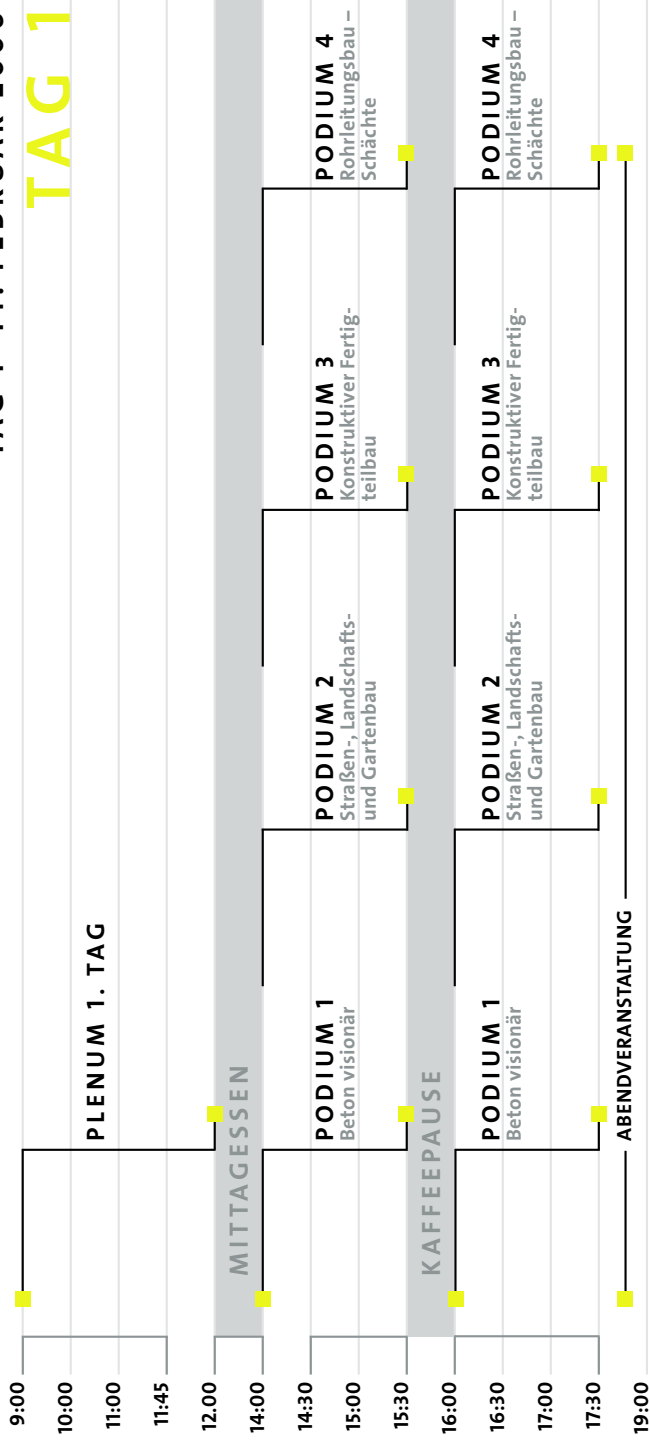 TAG 1
9:00
10:00
11:00
11:45
12.00
14:00
14:30
15:00
15:30
16:00
16:30
17:00
17:30
19:00
PLENUM 1. TAG
MITTAGESSEN
PODIUM 1
Beton visionär
PODIUM 2
Straßen-, Landschafts-
und Gartenbau
PODIUM 3
Konstruktiver Fertig-
teilbau
PODIUM 4
Rohrleitungsbau –
Schächte
KAFFEEPAUSE
PODIUM 1
Beton visionär
PODIUM 2
Straßen-, Landschafts-
und Gartenbau
PODIUM 3
Konstruktiver Fertig-
teilbau
PODIUM 4
Rohrleitungsbau –
Schächte
ABENDVERANSTALTUNG